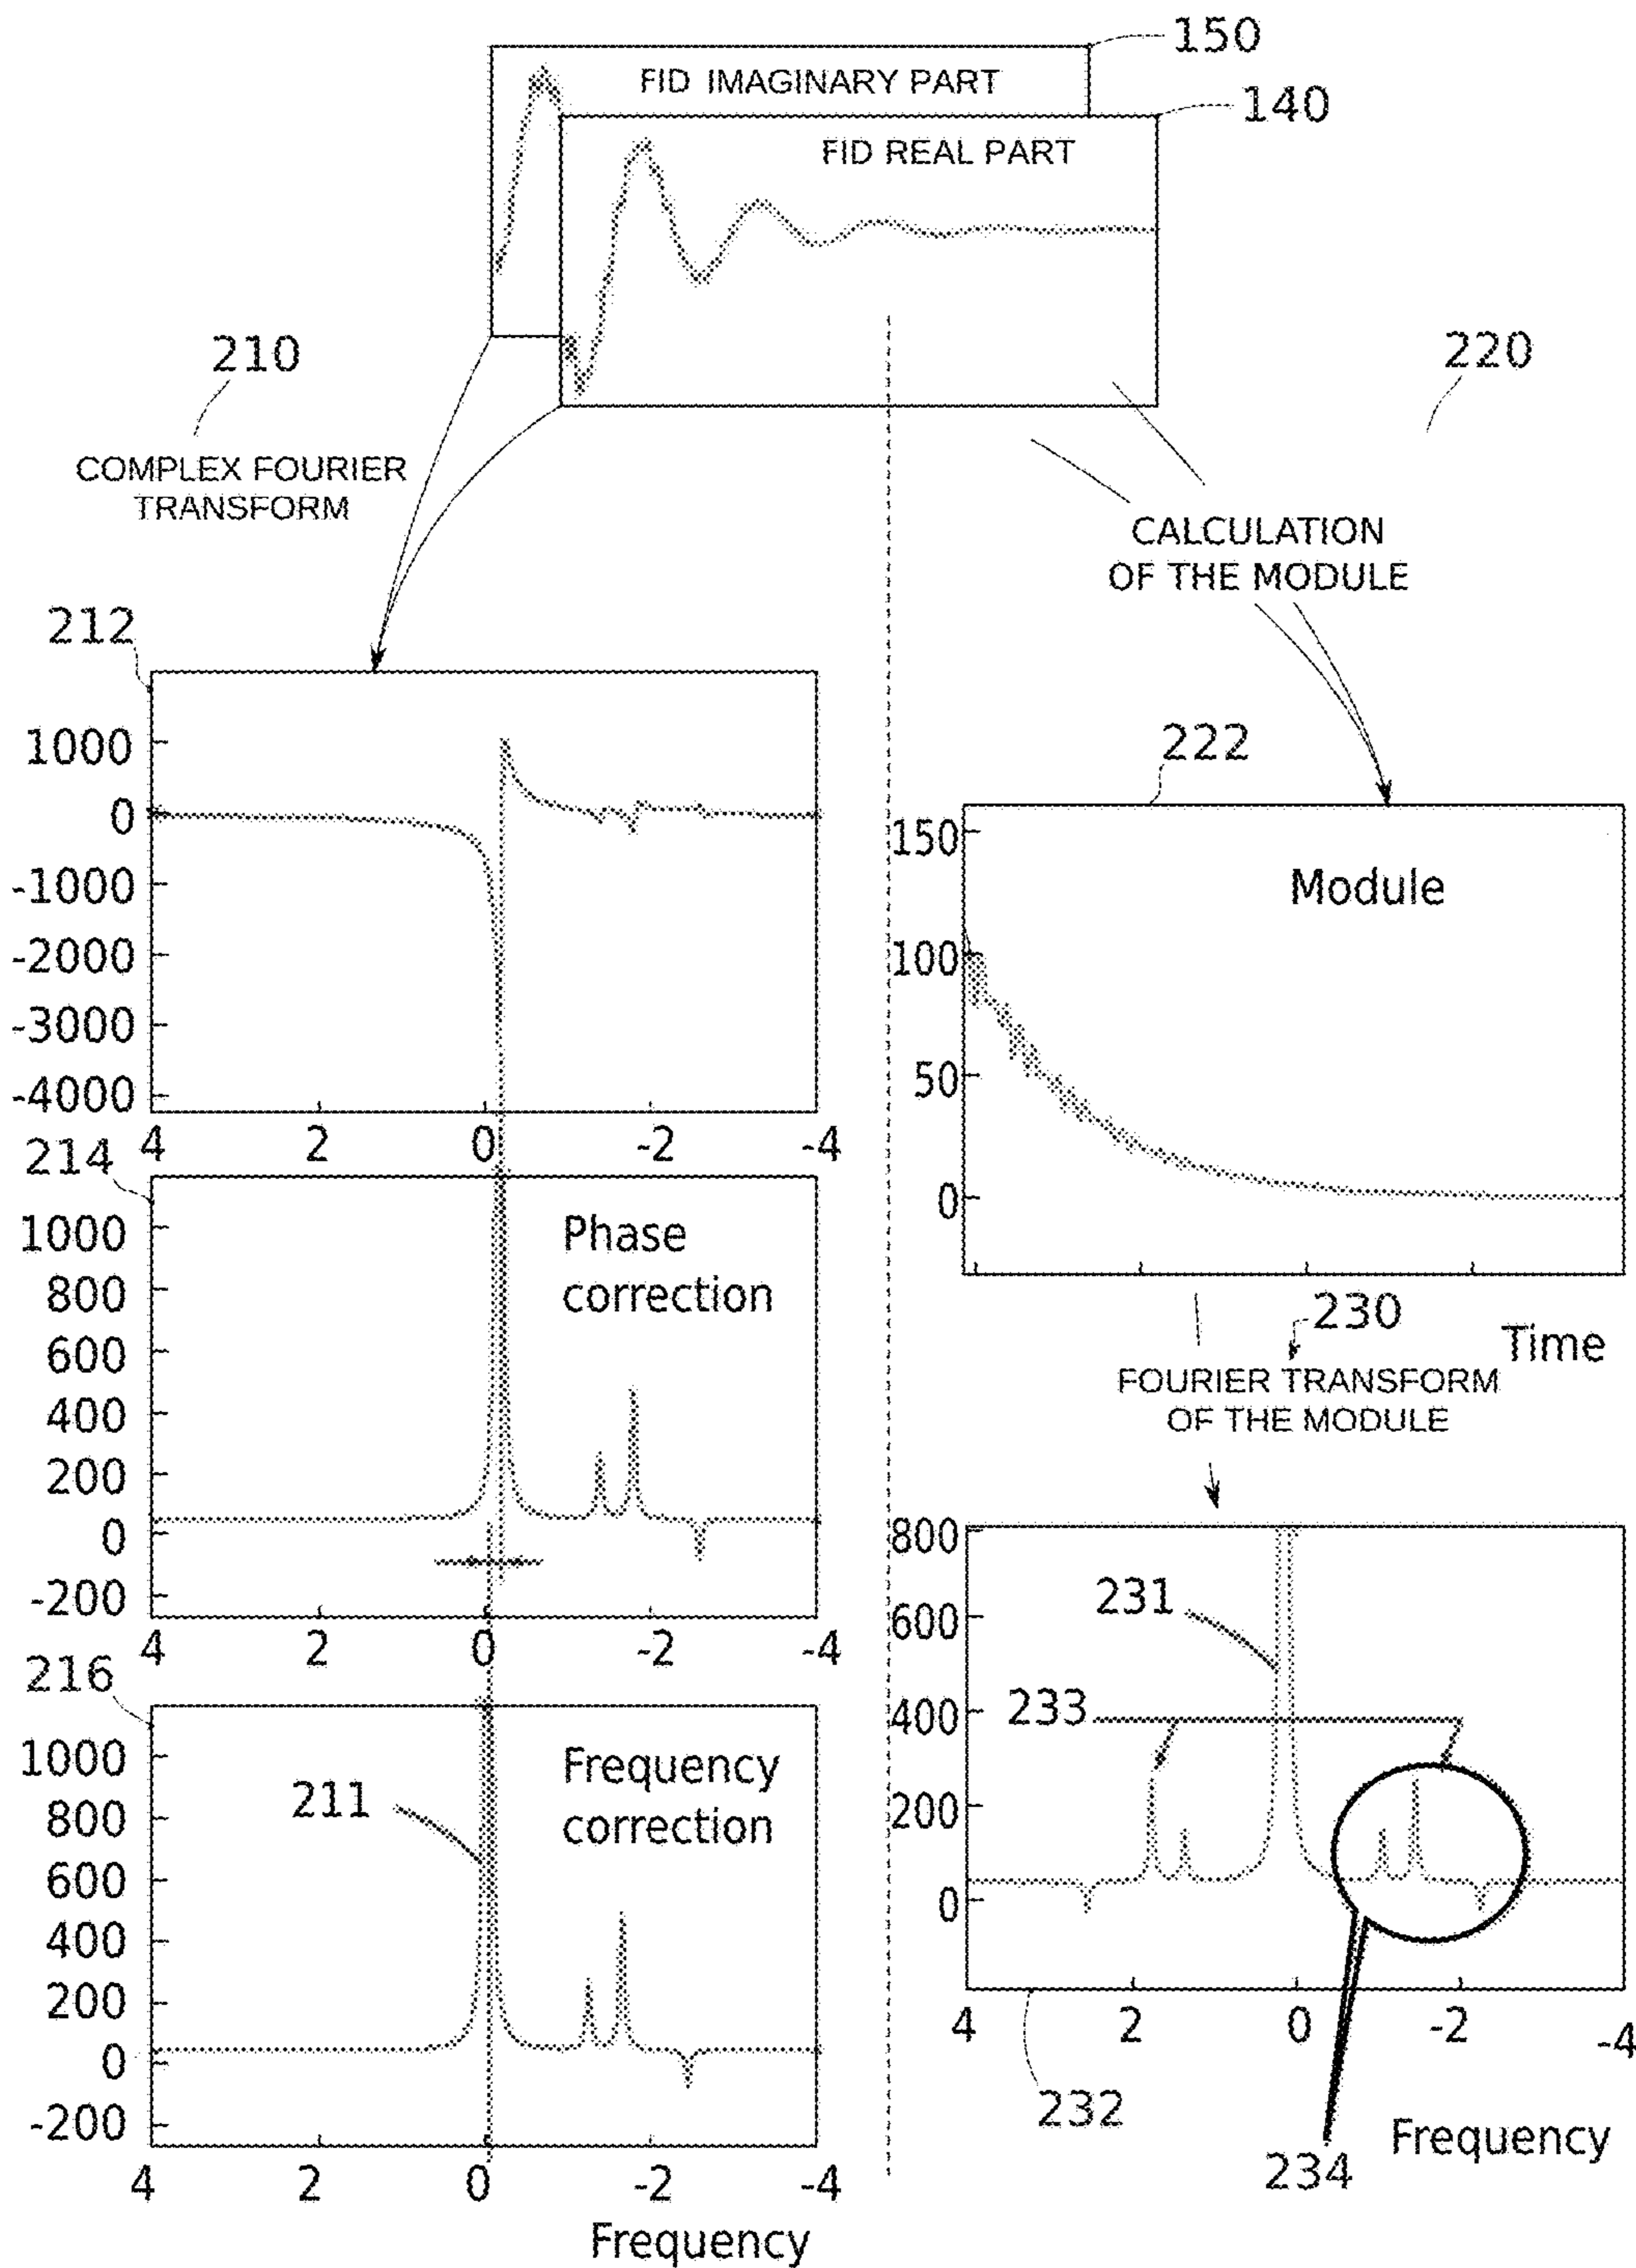 150
FID IMAGINARY PART
140
FID REAL PART
210
COMPLEX FOURIER
TRANSFORM
220
CALCULATION
OF THE MODULE
212
1000
0
-1000
-2000
-3000
-4000
4 2 0 -2 -4
214
1000
800
600
400
200
0
-200
Phase
correction
4 2 0 -2 -4
216
1000
800
600
400
200
0
-200
211
Frequency
correction
4 2 0 -2 -4
Frequency
222
150
100
50
0
Module
230
Time
FOURIER TRANSFORM
OF THE MODULE
800
600
400
200
0
231
233
4 2 0 -2 -4
232
234
Frequency